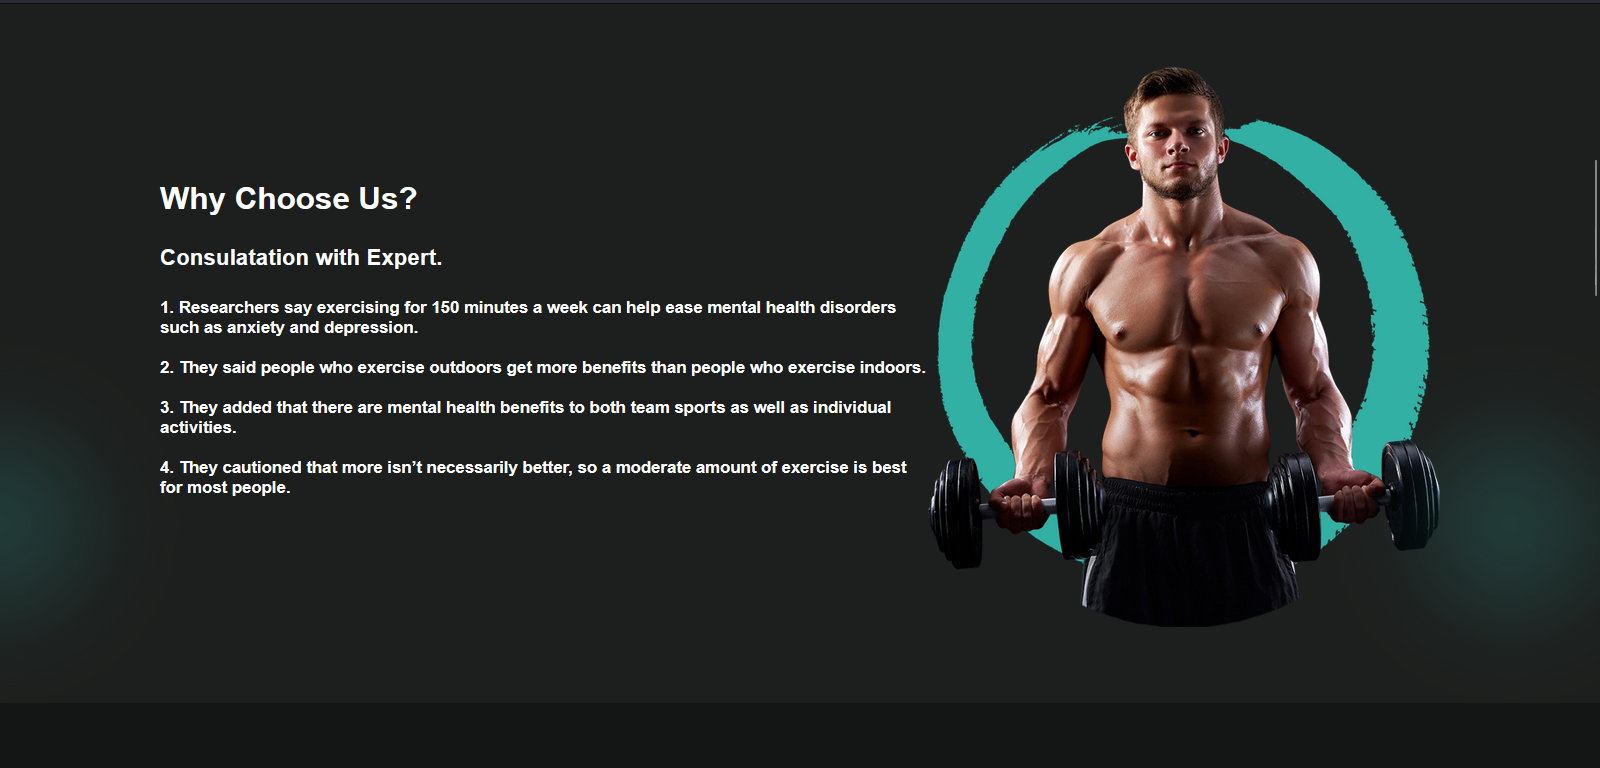 Why Choose Us?
Consulatation with Expert.
1. Researchers say exercising for 150 minutes a week can help ease mental health disorders
such as anxiety and depression.
2. They said people who exercise outdoors get more benefits than people who exercise indoors.
3. They added that there are mental health benefits to both team sports as well as individual
activities.
4. They cautioned that more isn’t necessarily better, so a moderate amount of exercise is best
for most people.